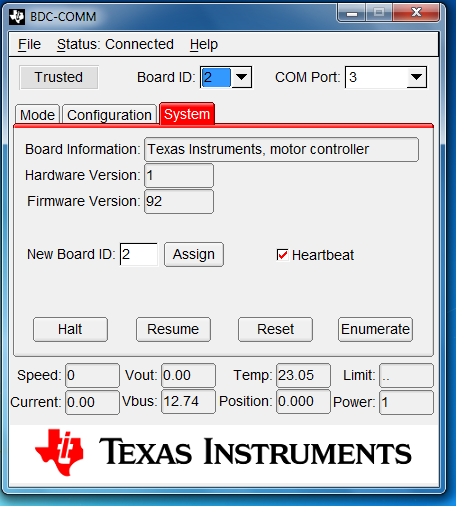 BDC-COMM
File Status: Connected Help
Trusted Board ID: 2 COM Port: 3
Mode Configuration System
Board Information: Texas Instruments, motor controller
Hardware Version: 1
Firmware Version: 92
New Board ID: 2 Assign Heartbeat
Halt Resume Reset Enumerate
Speed: 0 Vout: 0.00 Temp: 23.05 Limit: ..
Current: 0.00 Vbus: 12.74 Position: 0.000 Power: 1
TEXAS INSTRUMENTS